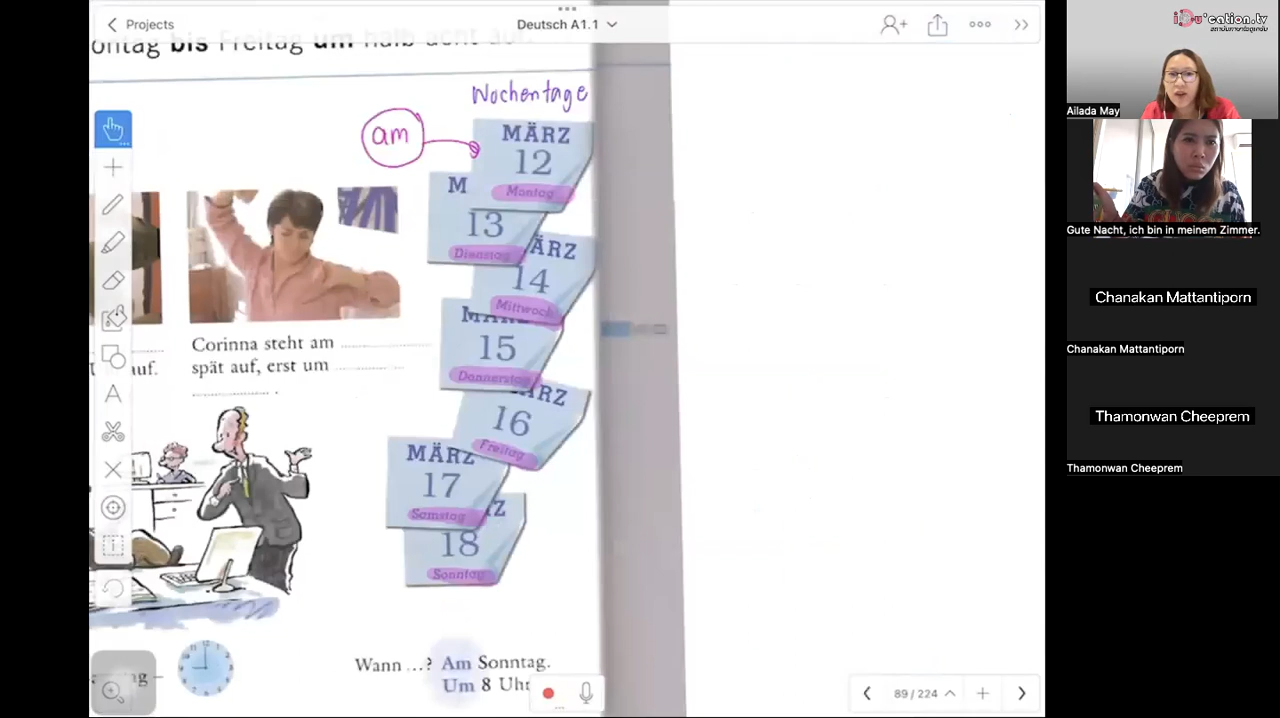 Projects
Deutsch A1.1
ontag bis Freitag um halb acht auf.
Wochentage
am
MÄRZ
12
Montag
M
13
Dienstag
ÄRZ
14
Mittwoch
MÄRZ
15
Donnerstag
ÄRZ
16
Freitag
MÄRZ
17
Samstag
Z
18
Sonntag
Corinna steht am
spät auf, erst um
auf.
Wann ...? Am Sonntag.
Um 8 Uhr
89 / 224
Ailada May
Gute Nacht, ich bin in meinem Zimmer.
Chanakan Mattantiporn
Chanakan Mattantiporn
Thamonwan Cheeprem
Thamonwan Cheeprem